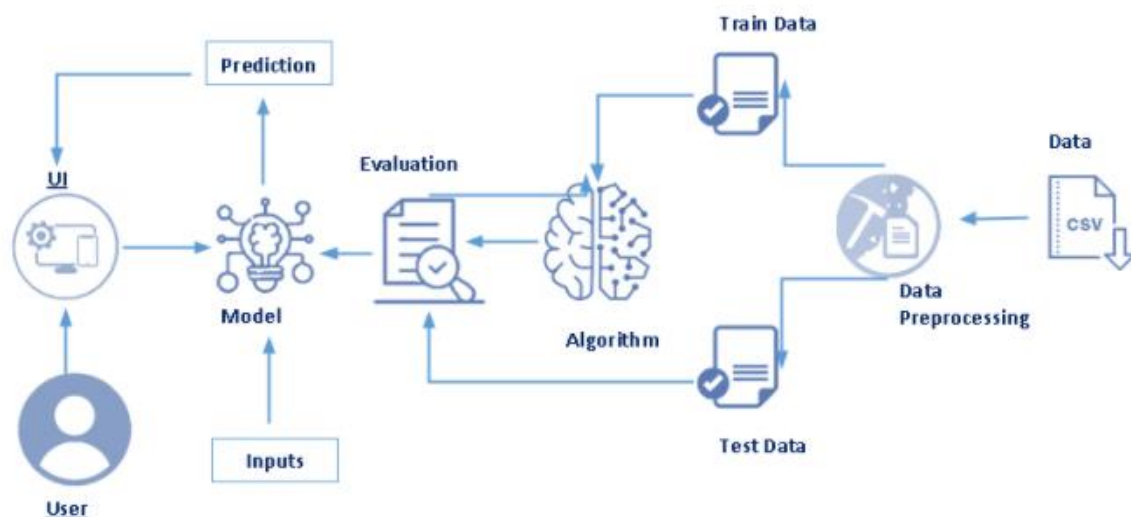 Train Data
Prediction
Data
Evaluation
UI
CSV
Model
Data
Preprocessing
Algorithm
Test Data
Inputs
User